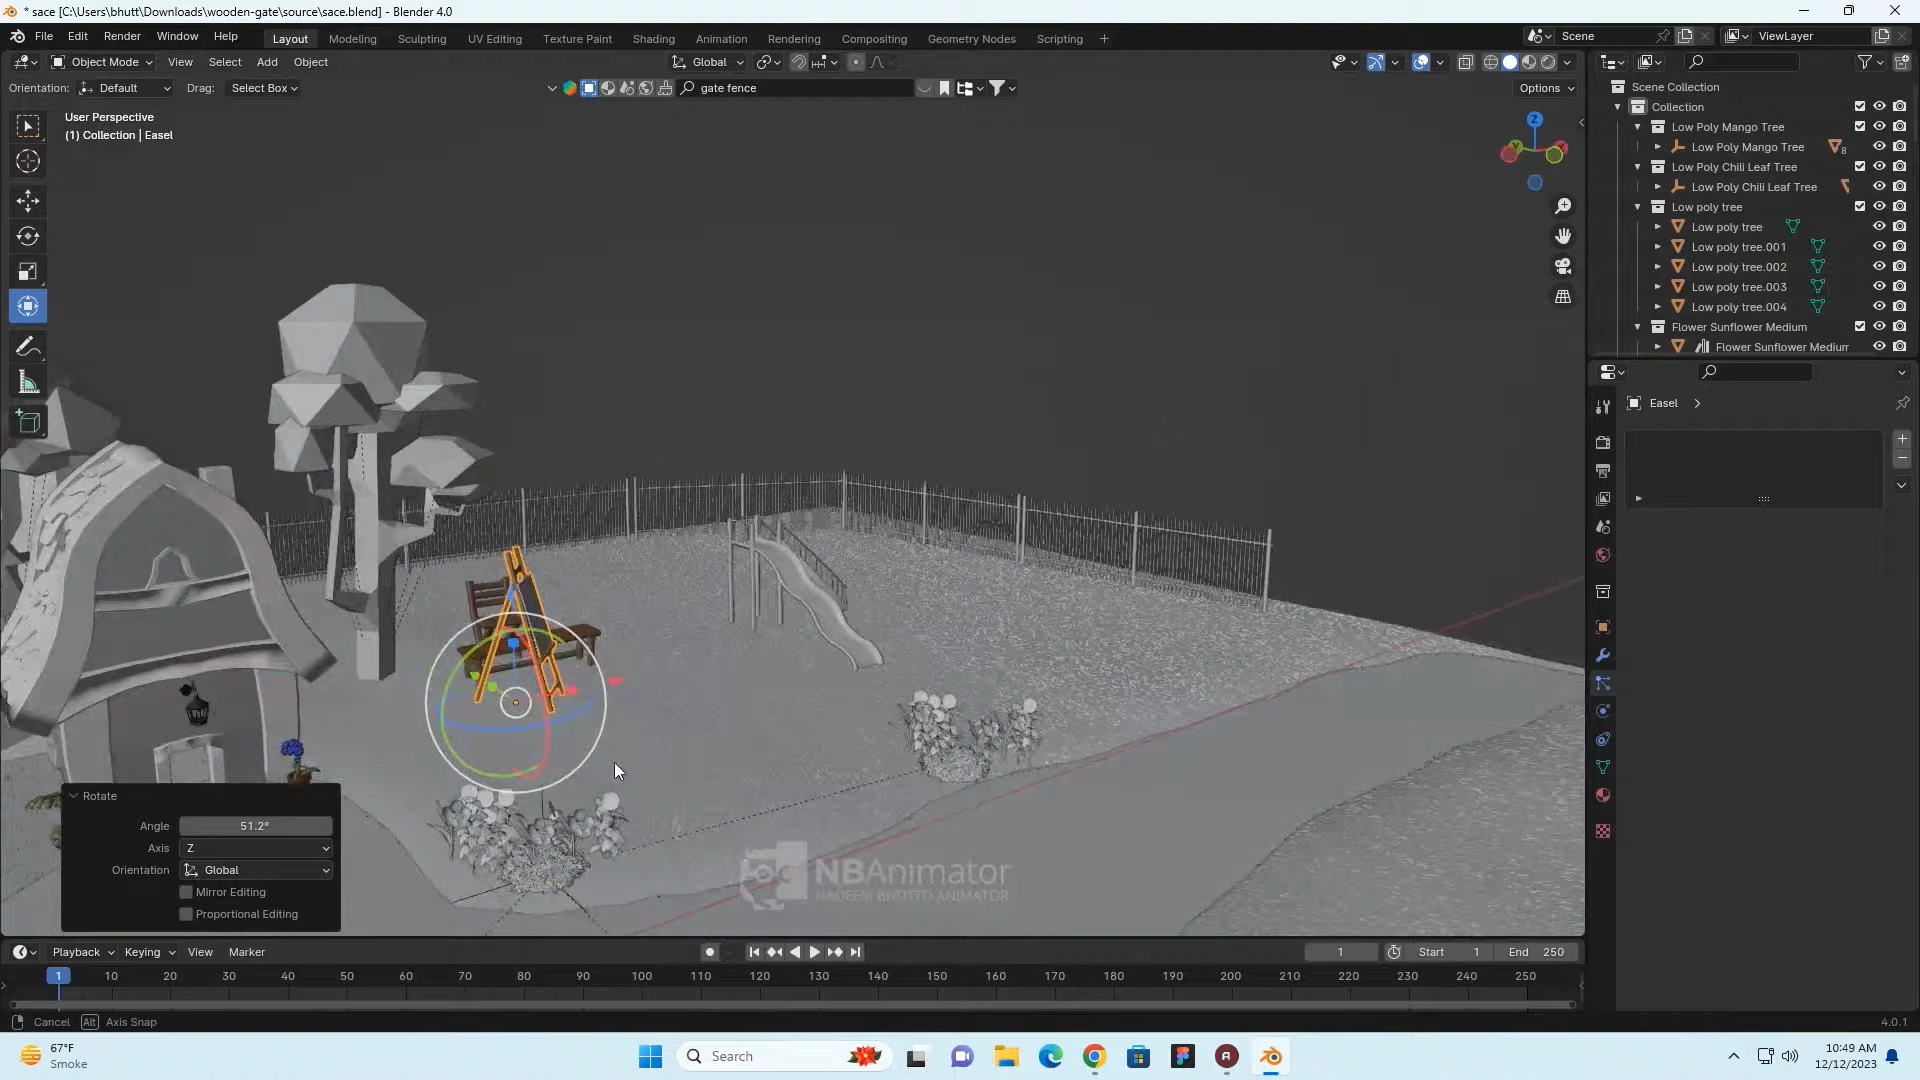 * sace [C:\Users\bhutt\Downloads\wooden-gate\source\sace.blend] - Blender 4.0
File Edit Render Window Help
Layout Modeling Sculpting UV Editing Texture Paint Shading Animation Rendering Compositing Geometry Nodes Scripting +
Scene
ViewLayer
Object Mode View Select Add Object
Global
Orientation: Default Drag: Select Box
gate fence
Options
User Perspective
(1) Collection | Easel
Z
Scene Collection
Collection
Low Poly Mango Tree
Low Poly Mango Tree 8
Low Poly Chili Leaf Tree
Low Poly Chili Leaf Tree
Low poly tree
Low poly tree
Low poly tree.001
Low poly tree.002
Low poly tree.003
Low poly tree.004
Flower Sunflower Medium
Flower Sunflower Medium
Easel
Rotate
Angle 51.2°
Axis Z
Orientation Global
Mirror Editing
Proportional Editing
NBAnimator
NADEEM BHUTTO ANIMATOR
Playback Keying View Marker
1 Start 1 End 250
1 10 20 30 40 50 60 70 80 90 100 110 120 130 140 150 160 170 180 190 200 210 220 230 240 250
Cancel Alt Axis Snap
4.0.1
67°F
Smoke
Search
10:49 AM
12/12/2023